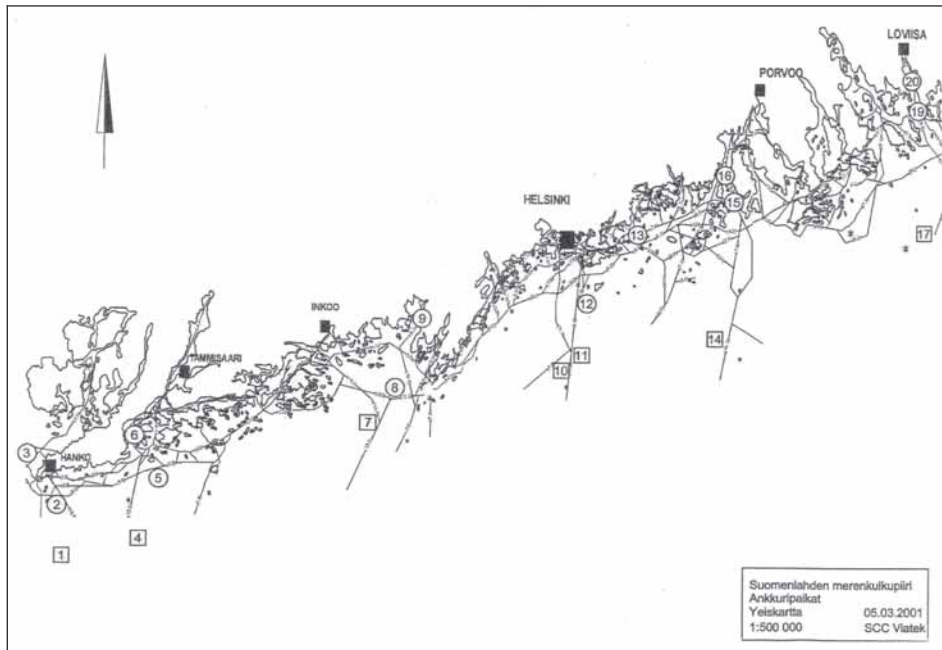 LOVIISA
20
PORVOO
19
16
HELSINKI
15
13
17
12
INKOO
9
14
11
10
TAMMISAARI
8
7
6
3
HANKO
5
2
4
1
Suomenlahden merenkulkupiiri
Ankkuripaikat
Yleiskartta 05.03.2001
1:500 000 SCC Viatek